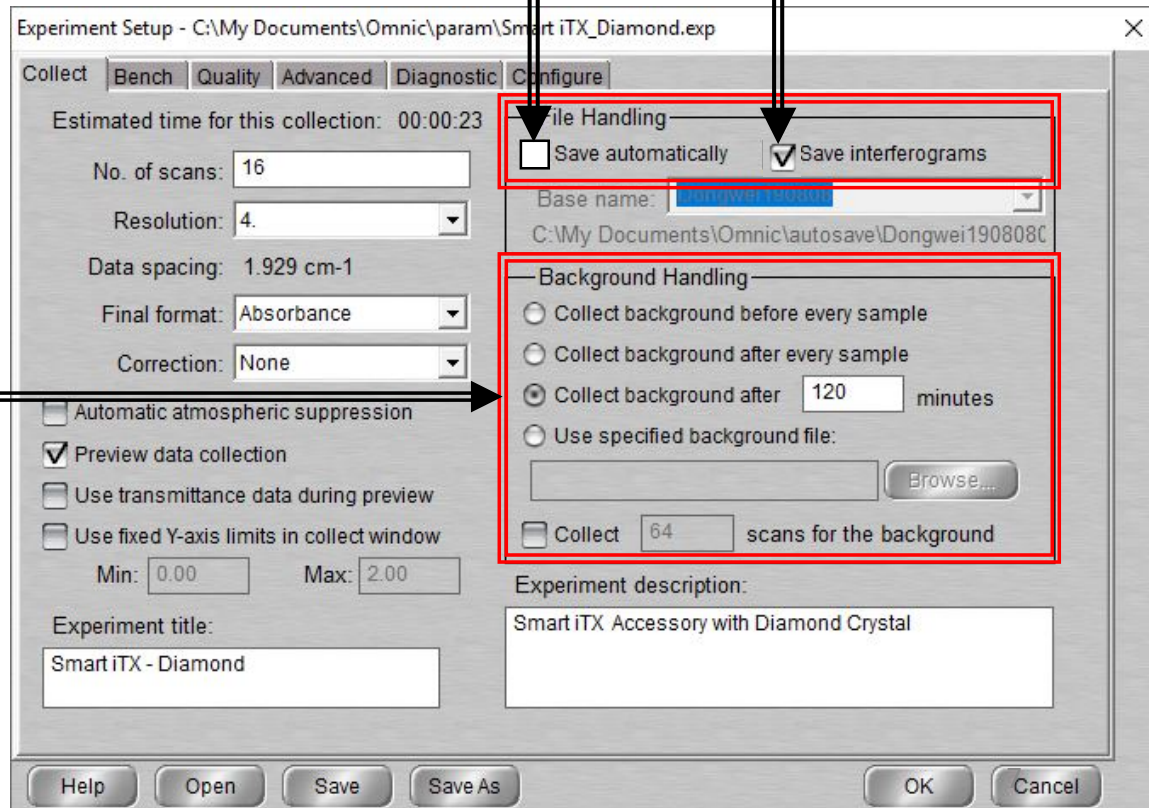 Experiment Setup - C:\My Documents\Omnic\param\Smart iTX_Diamond.exp
Collect Bench Quality Advanced Diagnostic Configure
Estimated time for this collection: 00:00:23
No. of scans: 16
Resolution: 4.
Data spacing: 1.929 cm-1
Final format: Absorbance
Correction: None
Automatic atmospheric suppression
Preview data collection
Use transmittance data during preview
Use fixed Y-axis limits in collect window
Min: 0.00 Max: 2.00
Experiment title:
Smart iTX - Diamond
File Handling
Save automatically Save interferograms
Base name: Dongwei190808
C:\My Documents\Omnic\autosave\Dongwei1908080
Background Handling
Collect background before every sample
Collect background after every sample
Collect background after 120 minutes
Use specified background file:
Browse...
Collect 64 scans for the background
Experiment description:
Smart iTX Accessory with Diamond Crystal
Help Open Save Save As OK Cancel